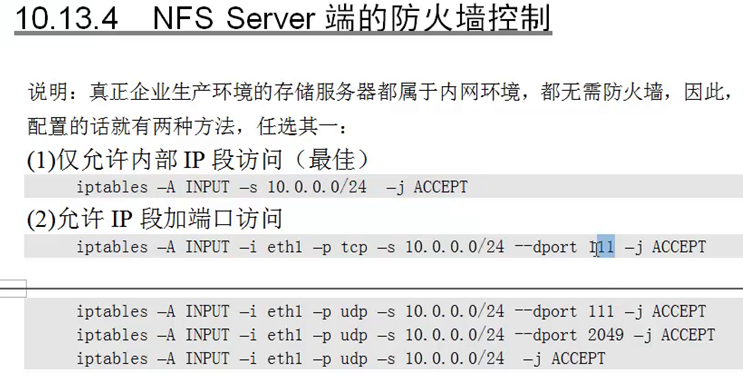 10.13.4 NFS Server 端的防火墙控制
说明：真正企业生产环境的存储服务器都属于内网环境，都无需防火墙，因此，
配置的话就有两种方法，任选其一：
(1)仅允许内部 IP 段访问（最佳）
iptables –A INPUT –s 10.0.0.0/24 –j ACCEPT
(2)允许 IP 段加端口访问
iptables –A INPUT –i eth1 –p tcp –s 10.0.0.0/24 --dport 111 –j ACCEPT
iptables –A INPUT –i eth1 –p udp –s 10.0.0.0/24 --dport 111 –j ACCEPT
iptables –A INPUT –i eth1 –p udp –s 10.0.0.0/24 --dport 2049 –j ACCEPT
iptables –A INPUT –i eth1 –p udp –s 10.0.0.0/24 –j ACCEPT